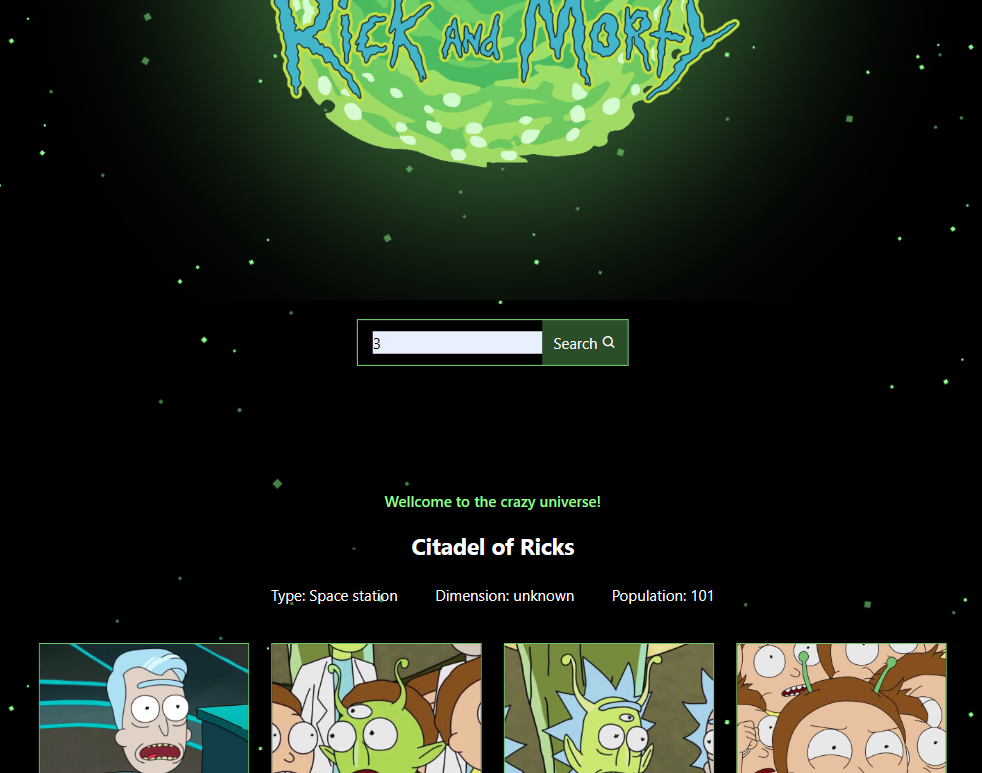 Rick and Morty
3
Search
Wellcome to the crazy universe!
Citadel of Ricks
Type: Space station Dimension: unknown Population: 101